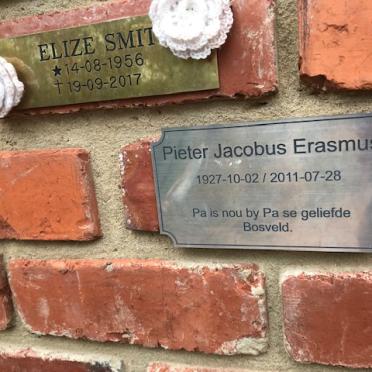 ELIZE SMIT
★14-08-1956
†19-09-2017
Pieter Jacobus Erasmus
1927-10-02 / 2011-07-28
Pa is nou by Pa se geliefde
Bosveld.